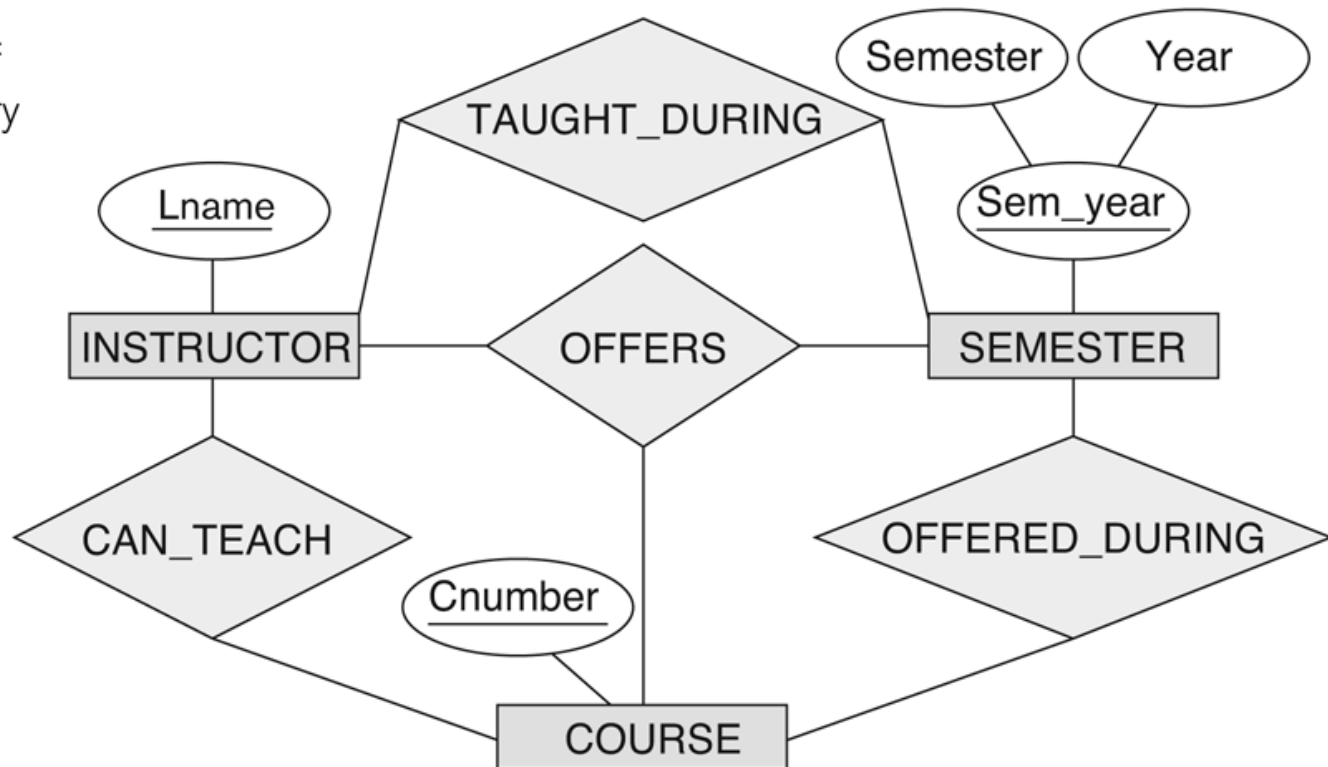 TAUGHT_DURING
Semester
Year
Lname
Sem_year
INSTRUCTOR
OFFERS
SEMESTER
CAN_TEACH
OFFERED_DURING
Cnumber
COURSE